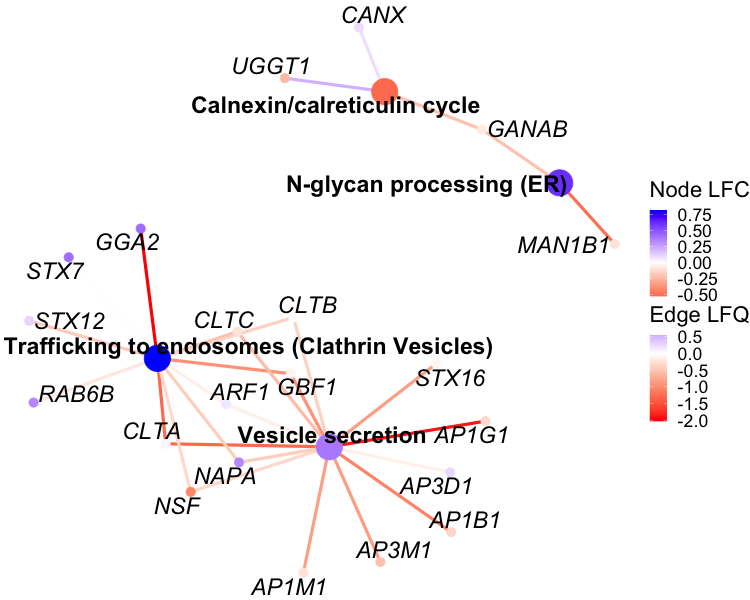 CANX
UGGT1
Calnexin/calreticulin cycle
GANAB
N-glycan processing (ER)
MAN1B1
Node LFC
0.75
0.50
0.25
0.00
-0.25
-0.50
Edge LFQ
0.5
0.0
-0.5
-1.0
-1.5
-2.0
GGA2
STX7
STX12
CLTC
CLTB
Trafficking to endosomes (Clathrin Vesicles)
RAB6B
ARF1
GBF1
STX16
CLTA
Vesicle secretion
AP1G1
NAPA
NSF
AP3D1
AP1B1
AP3M1
AP1M1